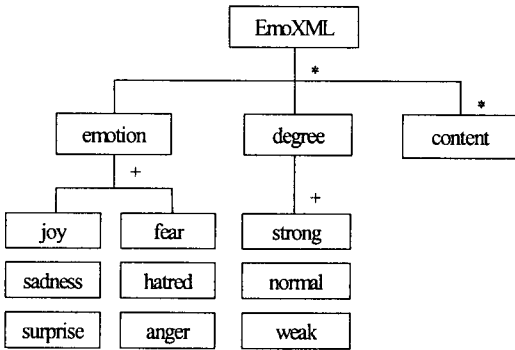 EmoXML
*
*
emotion degree content
+
+
joy fear strong
sadness hatred normal
surprise anger weak